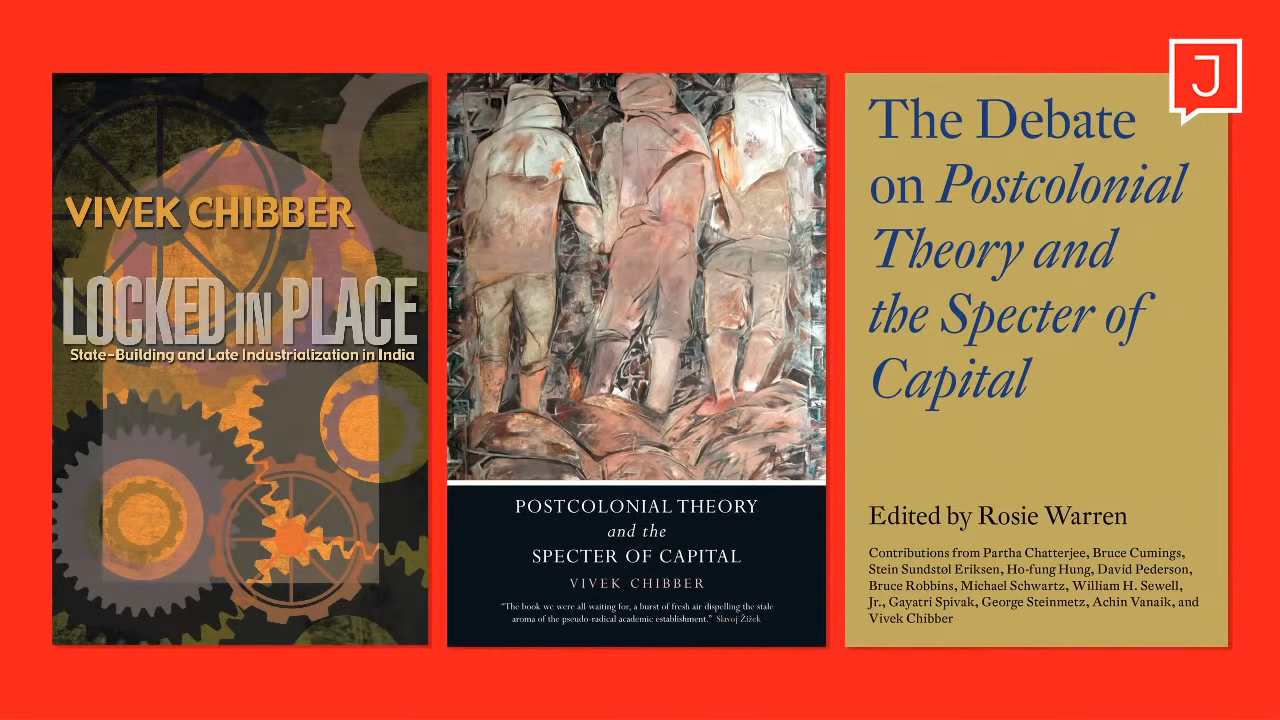 VIVEK CHIBBER
LOCKED IN PLACE
State-Building and Late Industrialization in India
POSTCOLONIAL THEORY
and the
SPECTER OF CAPITAL
VIVEK CHIBBER
"The book we were all waiting for, a burst of fresh air dispelling the stale
aroma of the pseudo-radical academic establishment." Slavoj Žižek
J
The Debate
on Postcolonial
Theory and
the Specter of
Capital
Edited by Rosie Warren
Contributions from Partha Chatterjee, Bruce Cumings,
Stein Sundstøl Eriksen, Ho-fung Hung, David Pederson,
Bruce Robbins, Michael Schwartz, William H. Sewell,
Jr., Gayatri Spivak, George Steinmetz, Achin Vanaik, and
Vivek Chibber